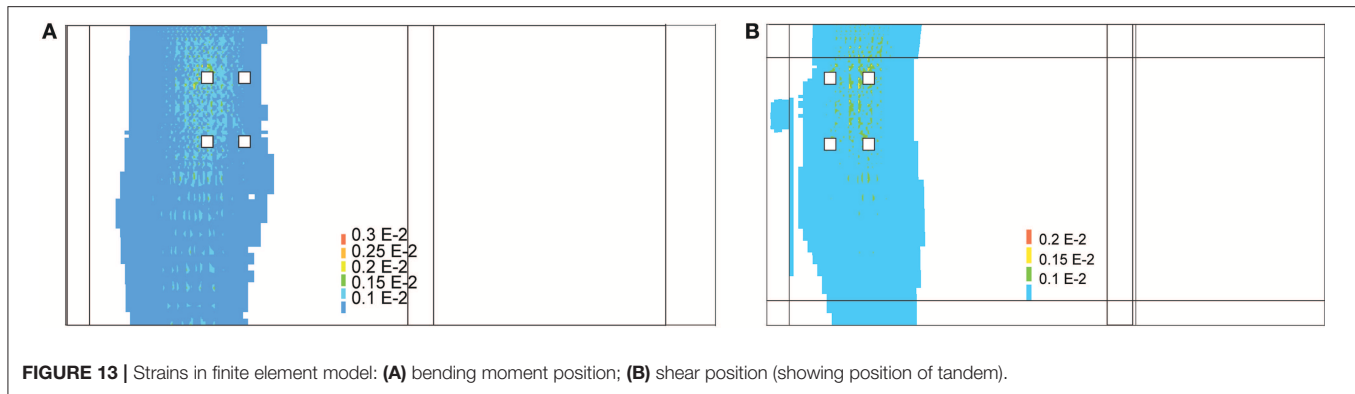 A
0.3 E-2
0.25 E-2
0.2 E-2
0.15 E-2
0.1 E-2
B
0.2 E-2
0.15 E-2
0.1 E-2
FIGURE 13 | Strains in finite element model: (A) bending moment position; (B) shear position (showing position of tandem).